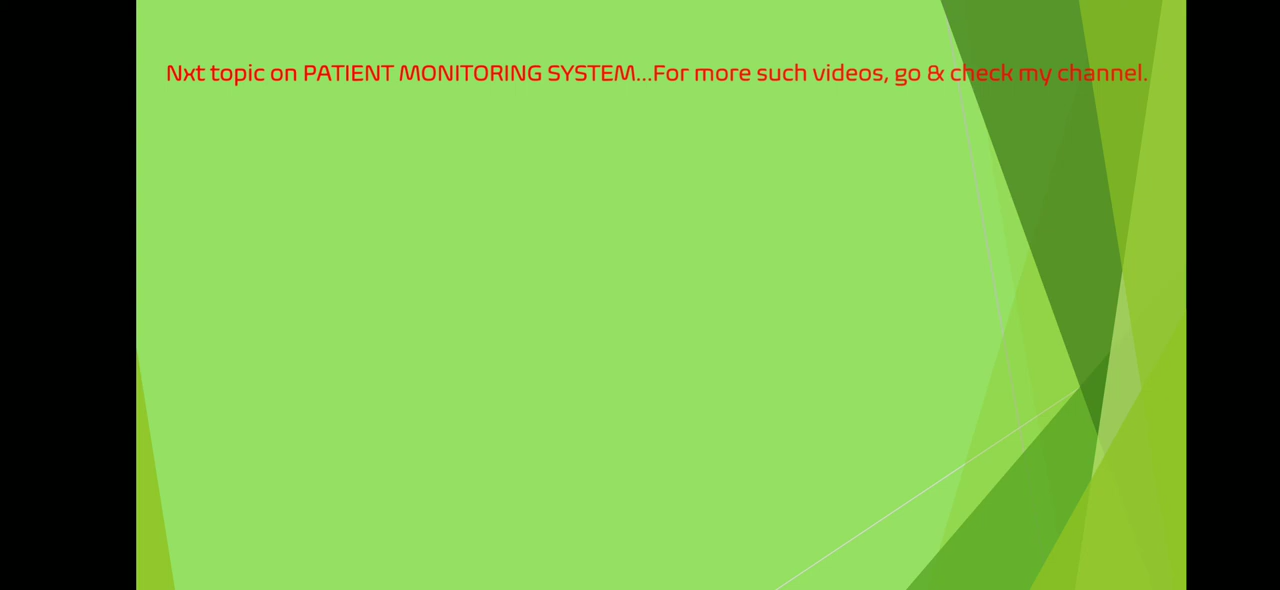 Nxt topic on PATIENT MONITORING SYSTEM...For more such videos, go & check my channel.